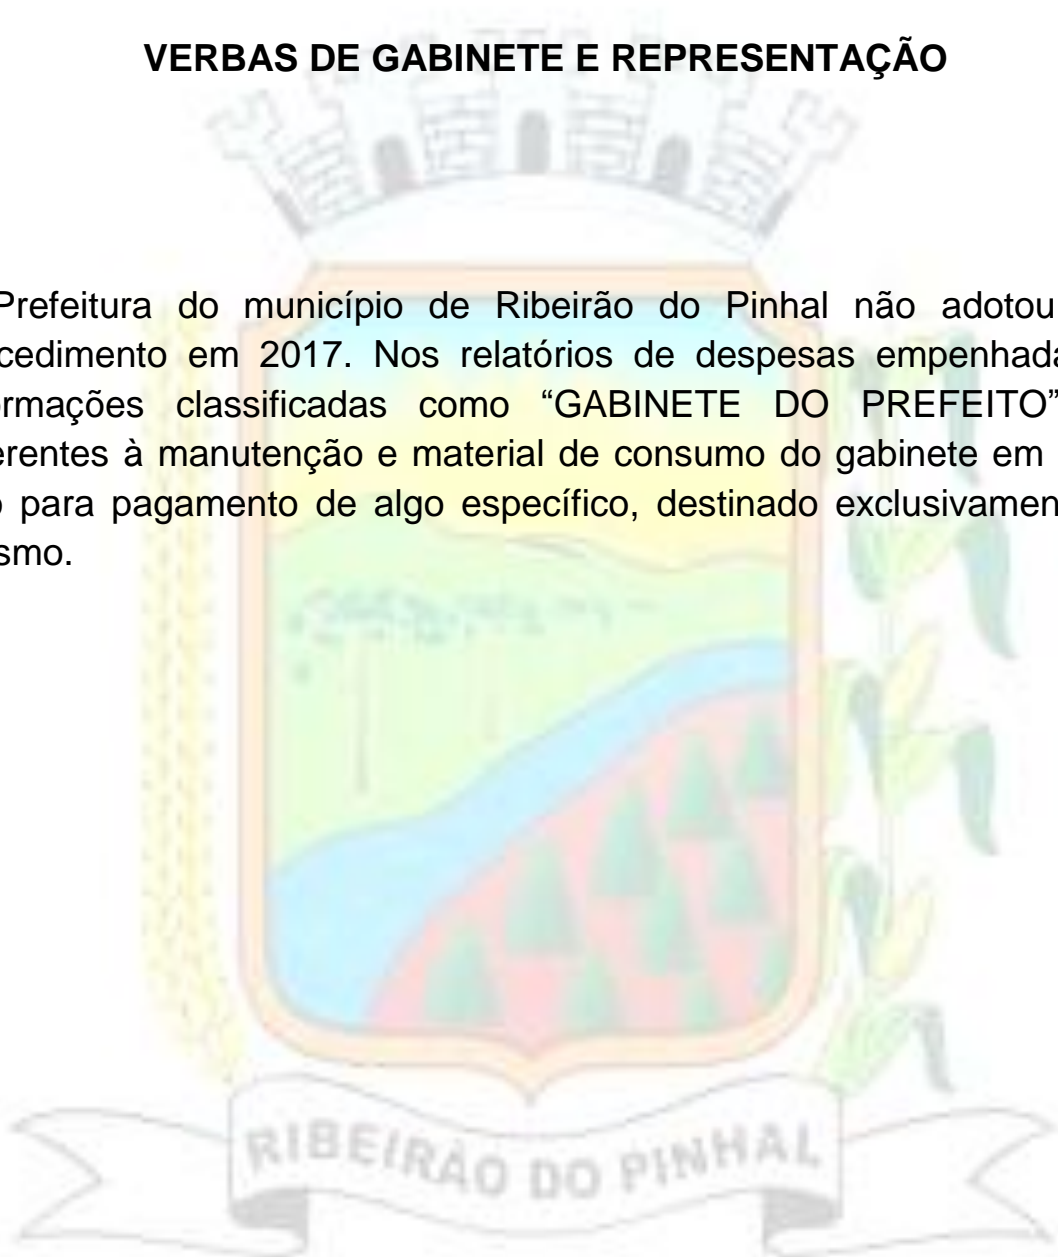 VERBAS DE GABINETE E REPRESENTAÇÃO
Prefeitura do município de Ribeirão do Pinhal não adotou
cedimento em 2017. Nos relatórios de despesas empenhada
ormações classificadas como “GABINETE DO PREFEITO”
erentes à manutenção e material de consumo do gabinete em
o para pagamento de algo específico, destinado exclusivamen
smo.
RIBEIRÃO DO PINHAL